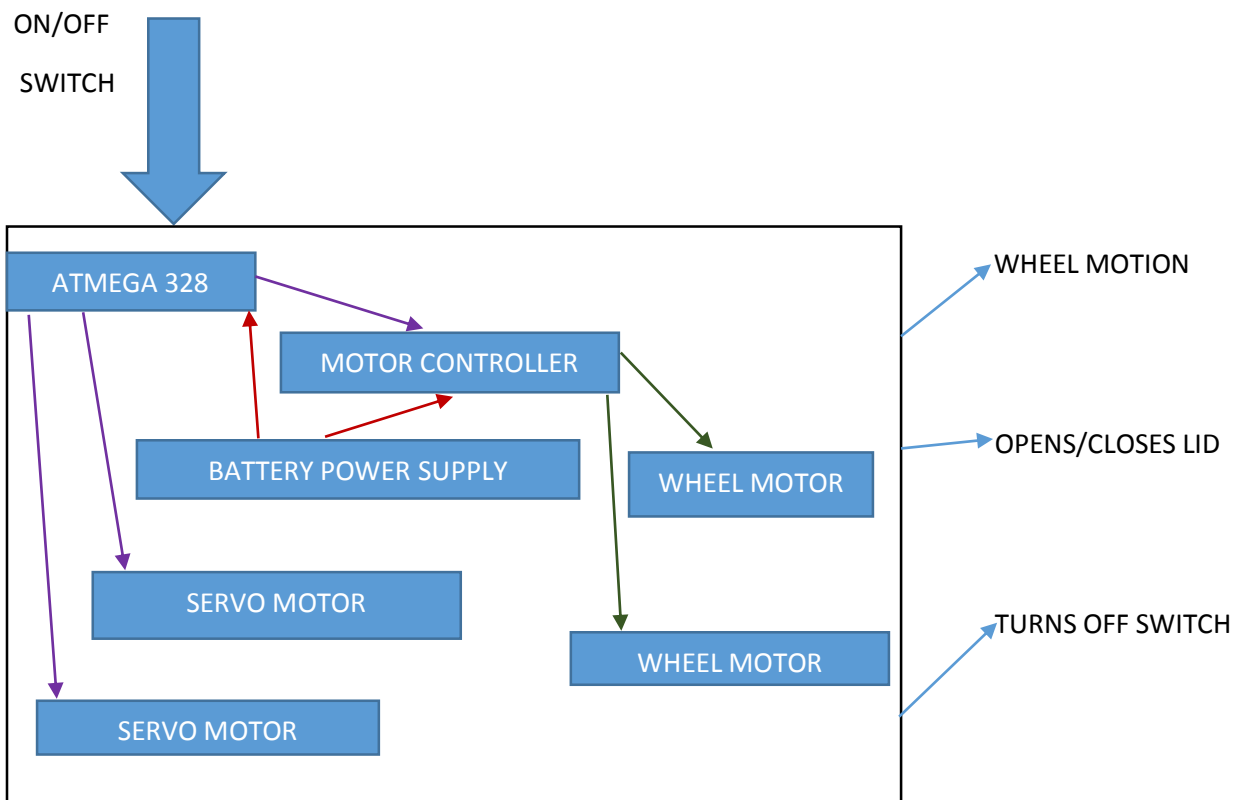 ON/OFF
SWITCH
ATMEGA 328
WHEEL MOTION
MOTOR CONTROLLER
OPENS/CLOSES LID
BATTERY POWER SUPPLY
WHEEL MOTOR
SERVO MOTOR
TURNS OFF SWITCH
WHEEL MOTOR
SERVO MOTOR